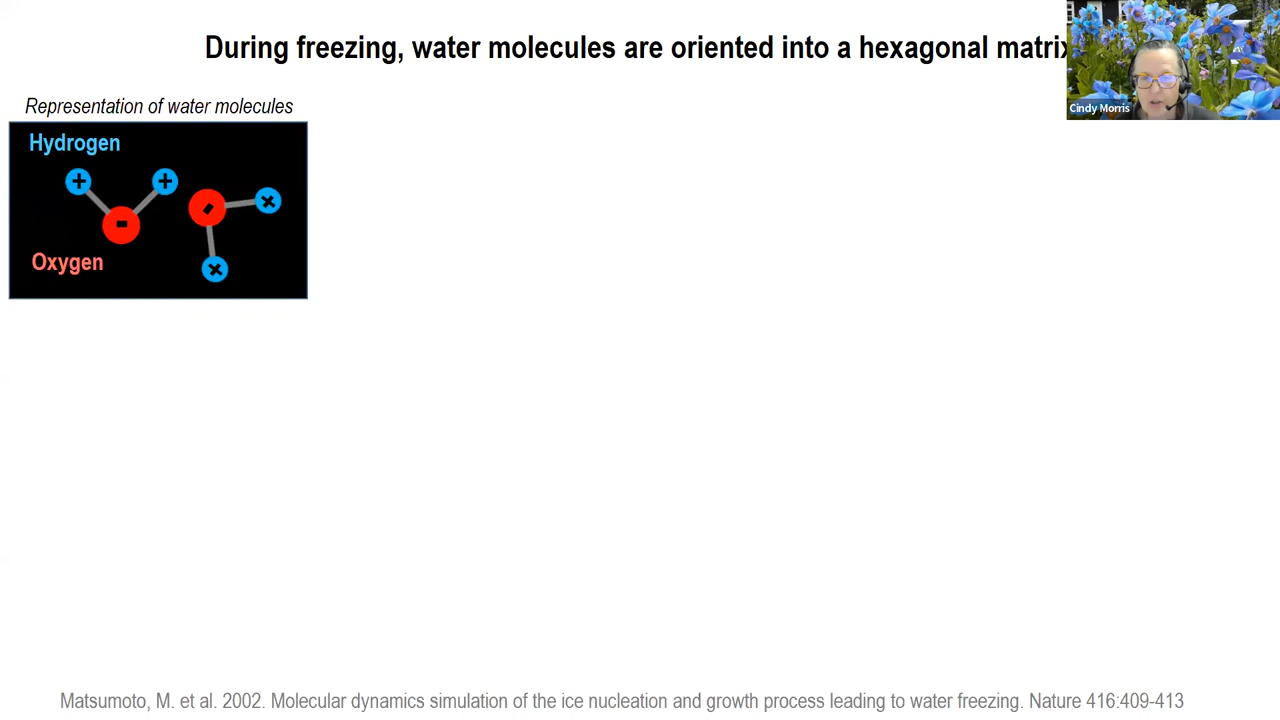 During freezing, water molecules are oriented into a hexagonal matrix
Cindy Morris
Representation of water molecules
Hydrogen
+ +
-
-
x
x
Oxygen
Matsumoto, M. et al. 2002. Molecular dynamics simulation of the ice nucleation and growth process leading to water freezing. Nature 416:409-413